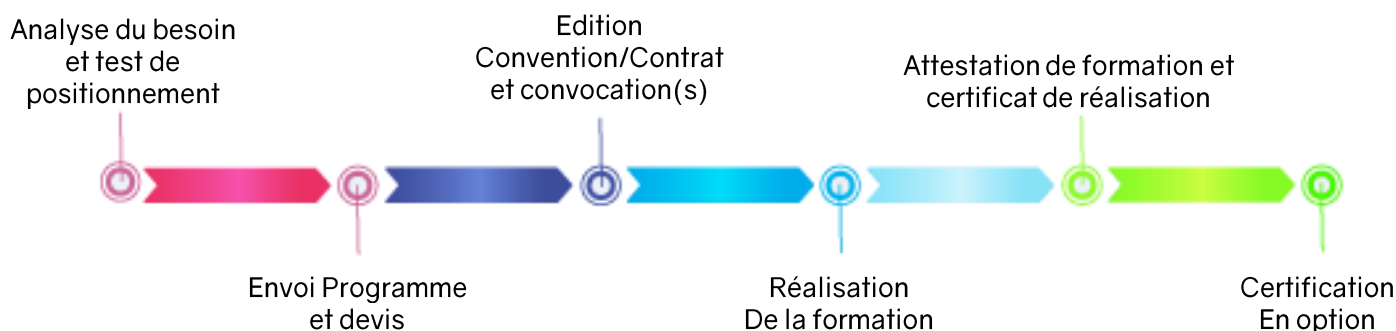 Analyse du besoin
et test de
positionnement
Envoi Programme
et devis
Edition
Convention/Contrat
et convocation(s)
Réalisation
De la formation
Attestation de formation et
certificat de réalisation
Certification
En option